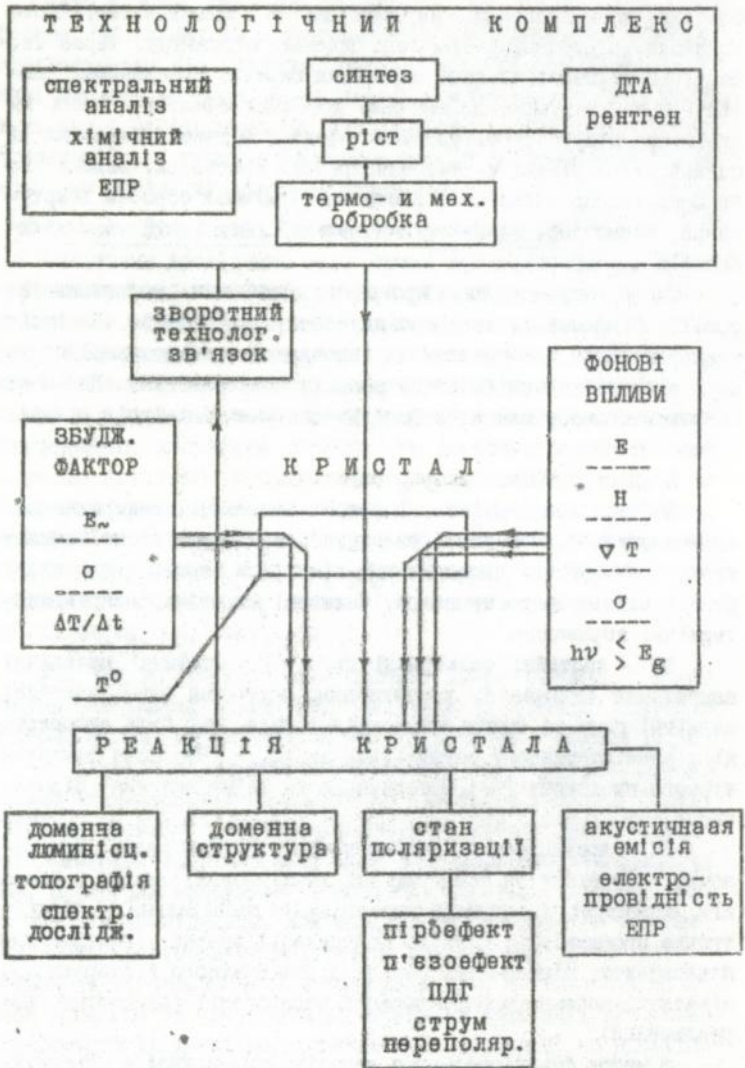 ТЕХНОЛОГІЧНИЙ КОМПЛЕКС
спектральний
аналіз
хімічний
аналіз
ЕПР
синтез
ріст
термо і мех.
обробка
ДТА
рентген
зворотний
технолог.
зв'язок
ЗБУДЖ.
ФАКТОР
E~
σ
ΔT/Δt
T°
КРИСТАЛ
ФОНОВІ
ВПЛИВИ
E
H
▽ T
σ
hν <> Eg
РЕАКЦІЯ КРИСТАЛА
доменна
люмінісц.
топографія
спектр.
дослідж.
доменна
структура
стан
поляризації
піроефект
п'єзоефект
ПДГ
струм
переполяр.
акустичнаая
емісія
електро-
провідність
ЕПР